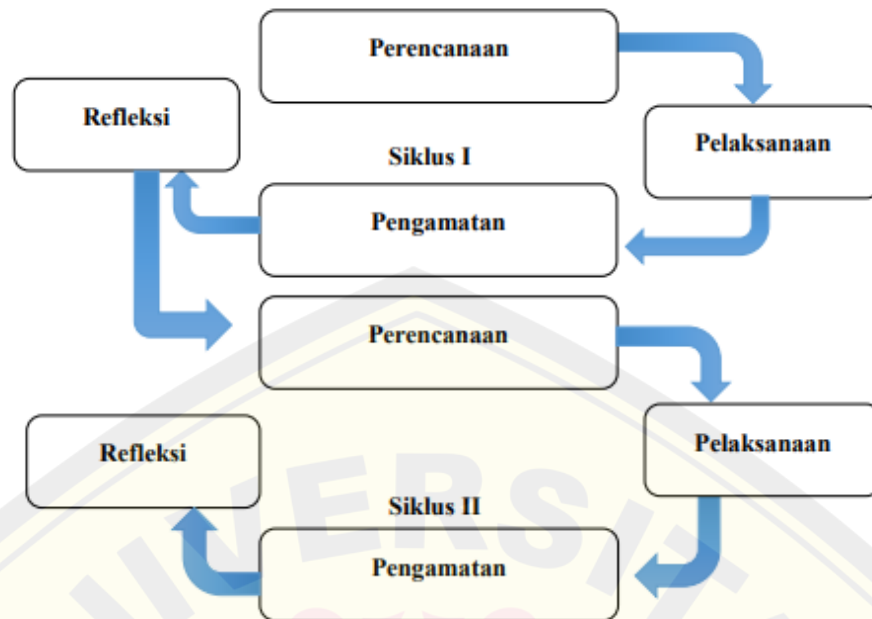 Perencanaan
Refleksi
Pelaksanaan
Siklus I
Pengamatan
Perencanaan
Refleksi
Pelaksanaan
Siklus II
Pengamatan